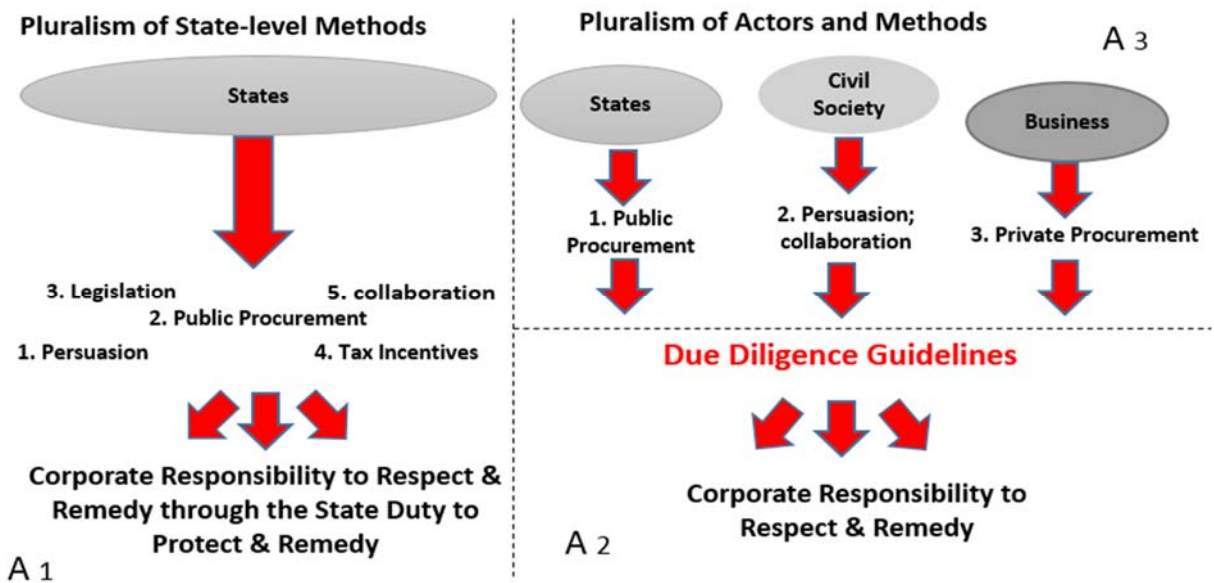 Pluralism of State-level Methods
States
3. Legislation
5. collaboration
2. Public Procurement
1. Persuasion
4. Tax Incentives
Corporate Responsibility to Respect &
Remedy through the State Duty to
Protect & Remedy
A 1
Pluralism of Actors and Methods
A 3
States
Civil
Society
Business
1. Public
Procurement
2. Persuasion;
collaboration
3. Private Procurement
Due Diligence Guidelines
Corporate Responsibility to
Respect & Remedy
A 2